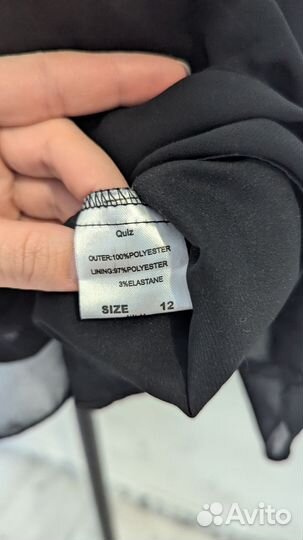 Quiz
OUTER:100%POLYESTER
LINING:97%POLYESTER
3%ELASTANE
SIZE 12
Avito